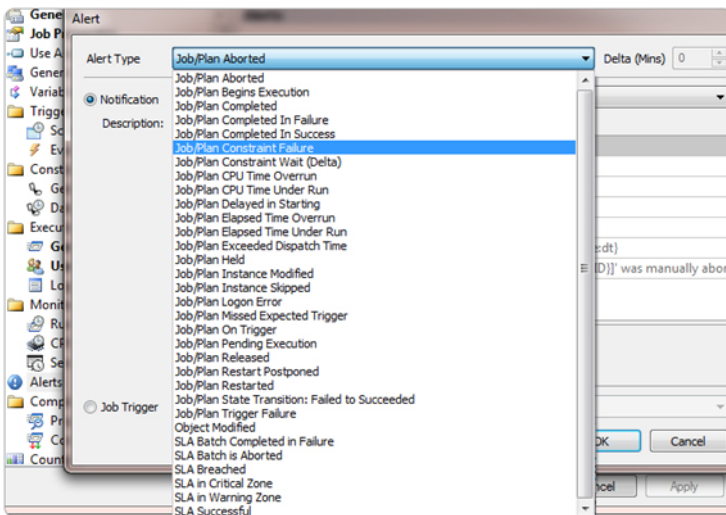 Gene
Job P
Use A
Gener
Variab
Trigge
Sc
Ev
Const
Ge
Da
Execu
Ge
Us
Lo
Monit
Ru
CP
Se
Alerts
Comp
Pr
Co
Count
Alert
Alert Type
Job/Plan Aborted
Delta (Mins)
0
Notification
Description:
Job Trigger
Job/Plan Aborted
Job/Plan Begins Execution
Job/Plan Completed
Job/Plan Completed In Failure
Job/Plan Completed In Success
Job/Plan Constraint Failure
Job/Plan Constraint Wait (Delta)
Job/Plan CPU Time Overrun
Job/Plan CPU Time Under Run
Job/Plan Delayed in Starting
Job/Plan Elapsed Time Overrun
Job/Plan Elapsed Time Under Run
Job/Plan Exceeded Dispatch Time
Job/Plan Held
Job/Plan Instance Modified
Job/Plan Instance Skipped
Job/Plan Logon Error
Job/Plan Missed Expected Trigger
Job/Plan On Trigger
Job/Plan Pending Execution
Job/Plan Released
Job/Plan Restart Postponed
Job/Plan Restarted
Job/Plan State Transition: Failed to Succeeded
Job/Plan Trigger Failure
Object Modified
SLA Batch Completed in Failure
SLA Batch is Aborted
SLA Breached
SLA in Critical Zone
SLA in Warning Zone
SLA Successful
s:dt}
ID}]' was manually abor
OK
Cancel
ncel
Apply